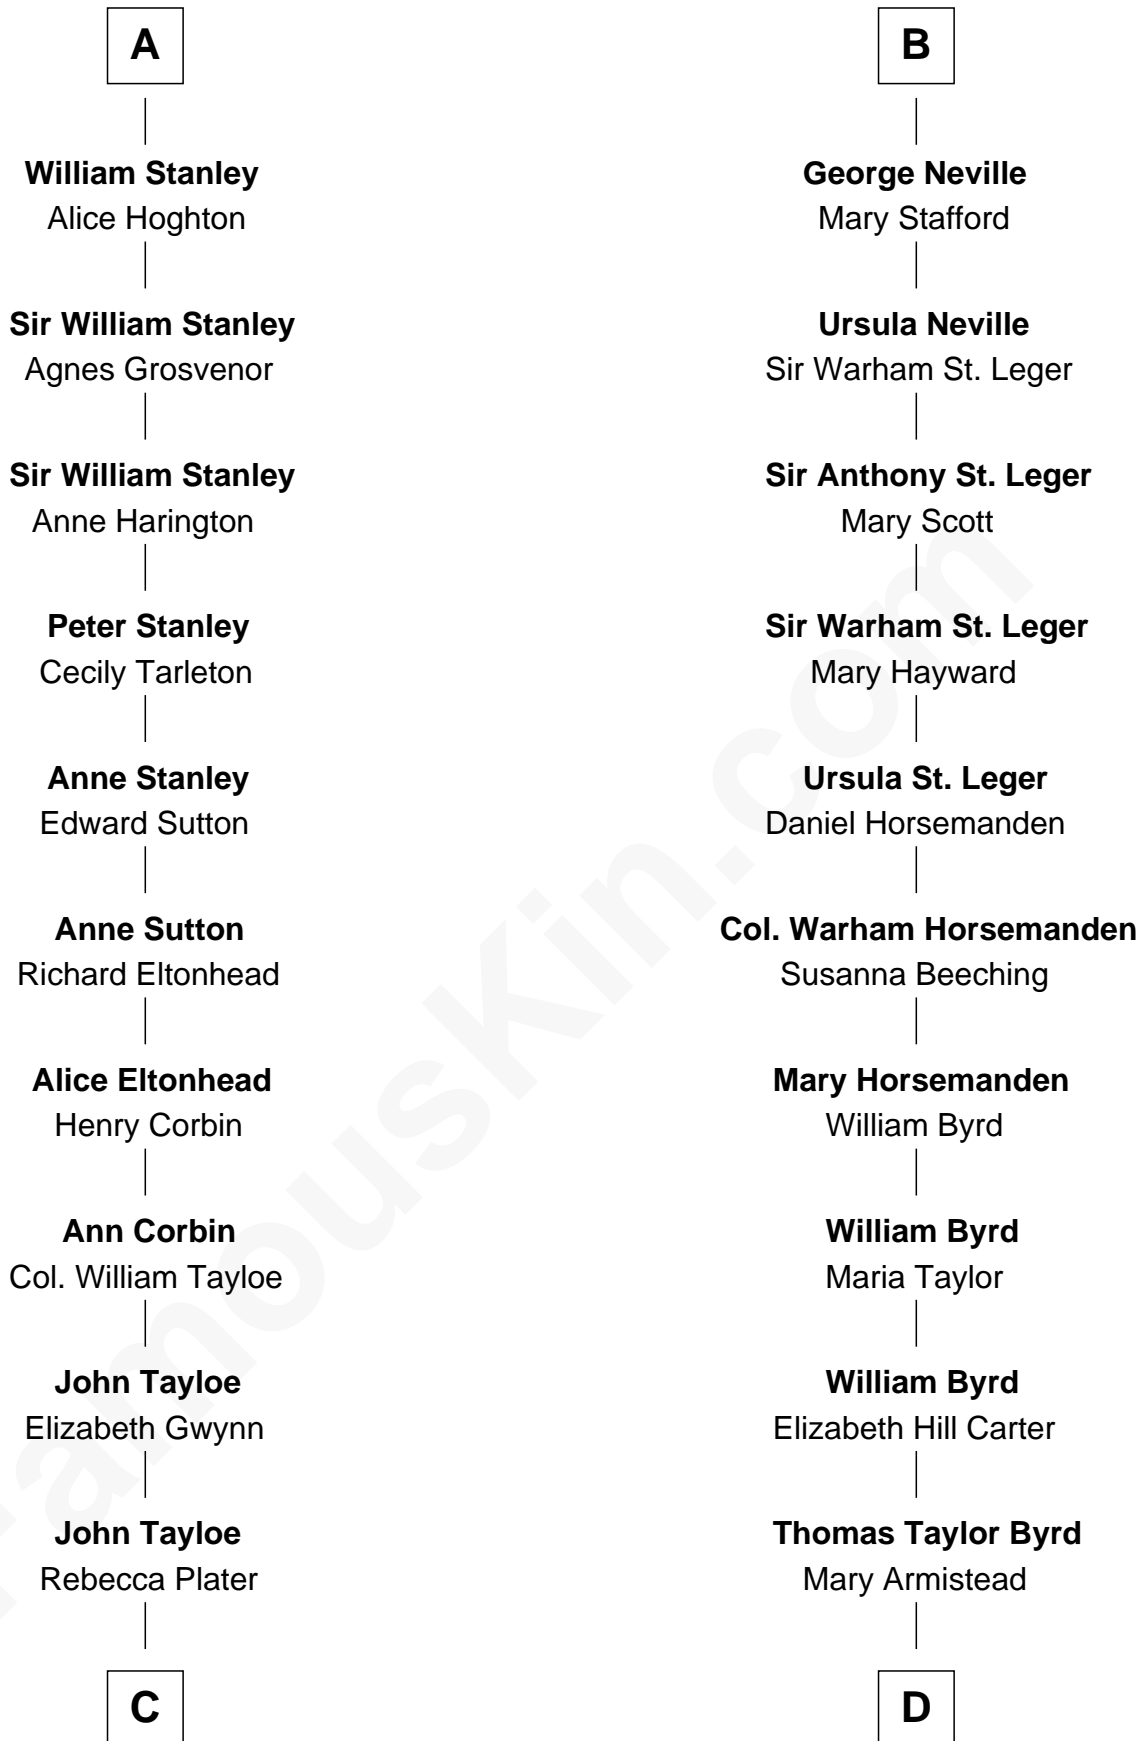 A
William Stanley
Alice Hoghton
Sir William Stanley
Agnes Grosvenor
Sir William Stanley
Anne Harington
Peter Stanley
Cecily Tarleton
Anne Stanley
Edward Sutton
Anne Sutton
Richard Eltonhead
Alice Eltonhead
Henry Corbin
Ann Corbin
Col. William Tayloe
John Tayloe
Elizabeth Gwynn
John Tayloe
Rebecca Plater
C
B
George Neville
Mary Stafford
Ursula Neville
Sir Warham St. Leger
Sir Anthony St. Leger
Mary Scott
Sir Warham St. Leger
Mary Hayward
Ursula St. Leger
Daniel Horsemanden
Col. Warham Horsemanden
Susanna Beeching
Mary Horsemanden
William Byrd
William Byrd
Maria Taylor
William Byrd
Elizabeth Hill Carter
Thomas Taylor Byrd
Mary Armistead
D
FamousKin.com